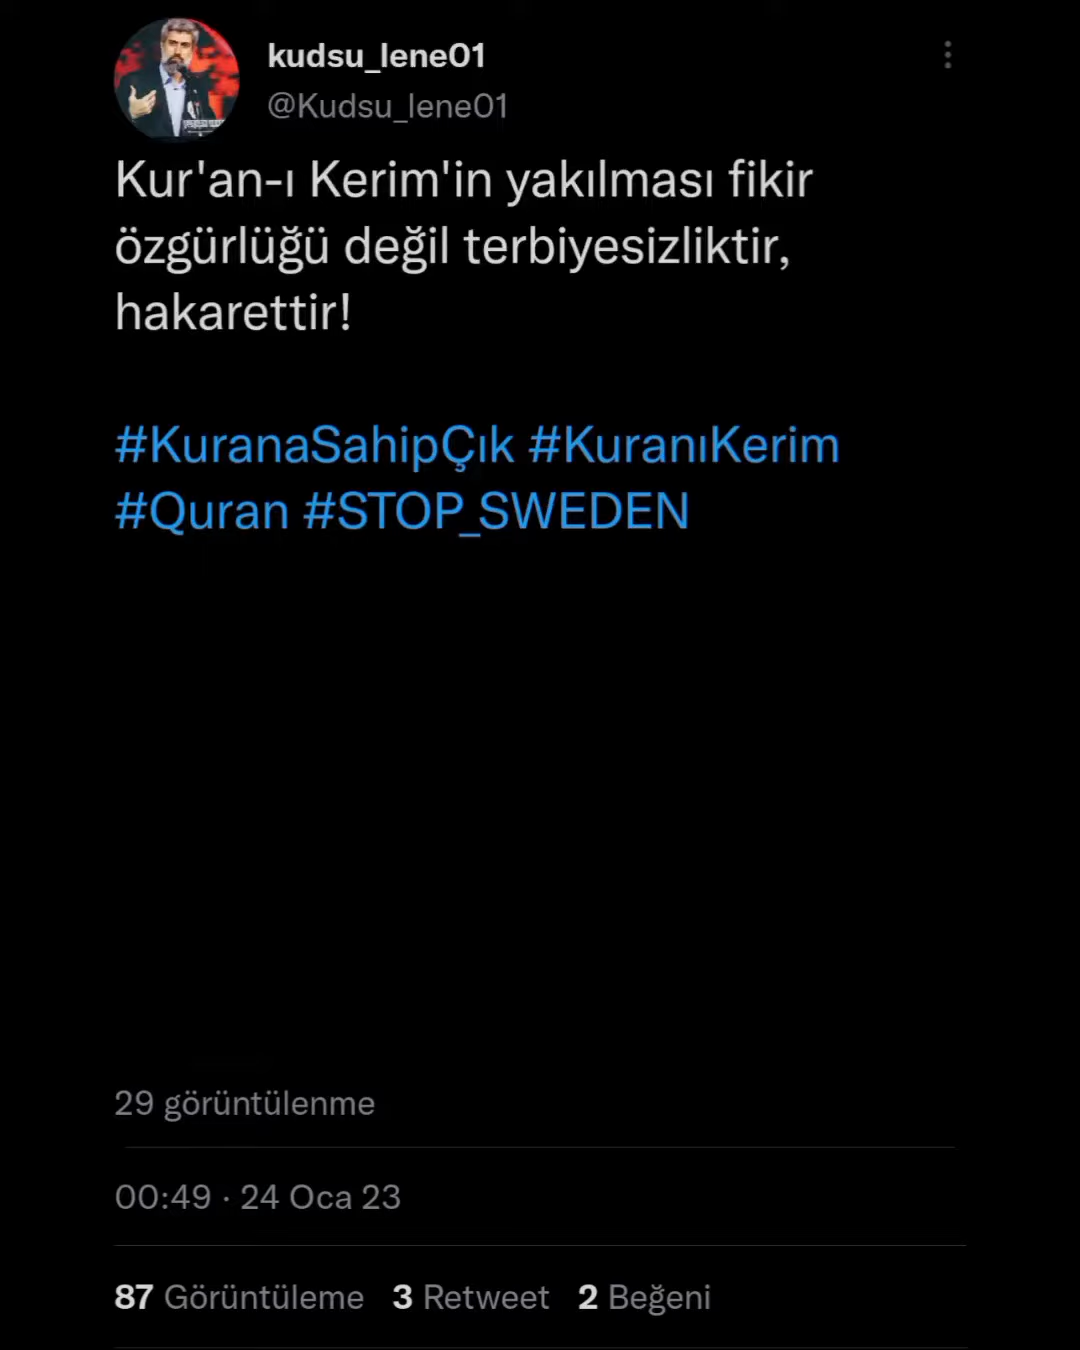 kudsu_lene01
@Kudsu_lene01
Kur'an-ı Kerim'in yakılması fikir
özgürlüğü değil terbiyesizliktir,
hakarettir!
#KuranaSahipÇık #KuranıKerim
#Quran #STOP_SWEDEN
29 görüntülenme
00:49 · 24 Oca 23
87 Görüntüleme 3 Retweet 2 Beğeni